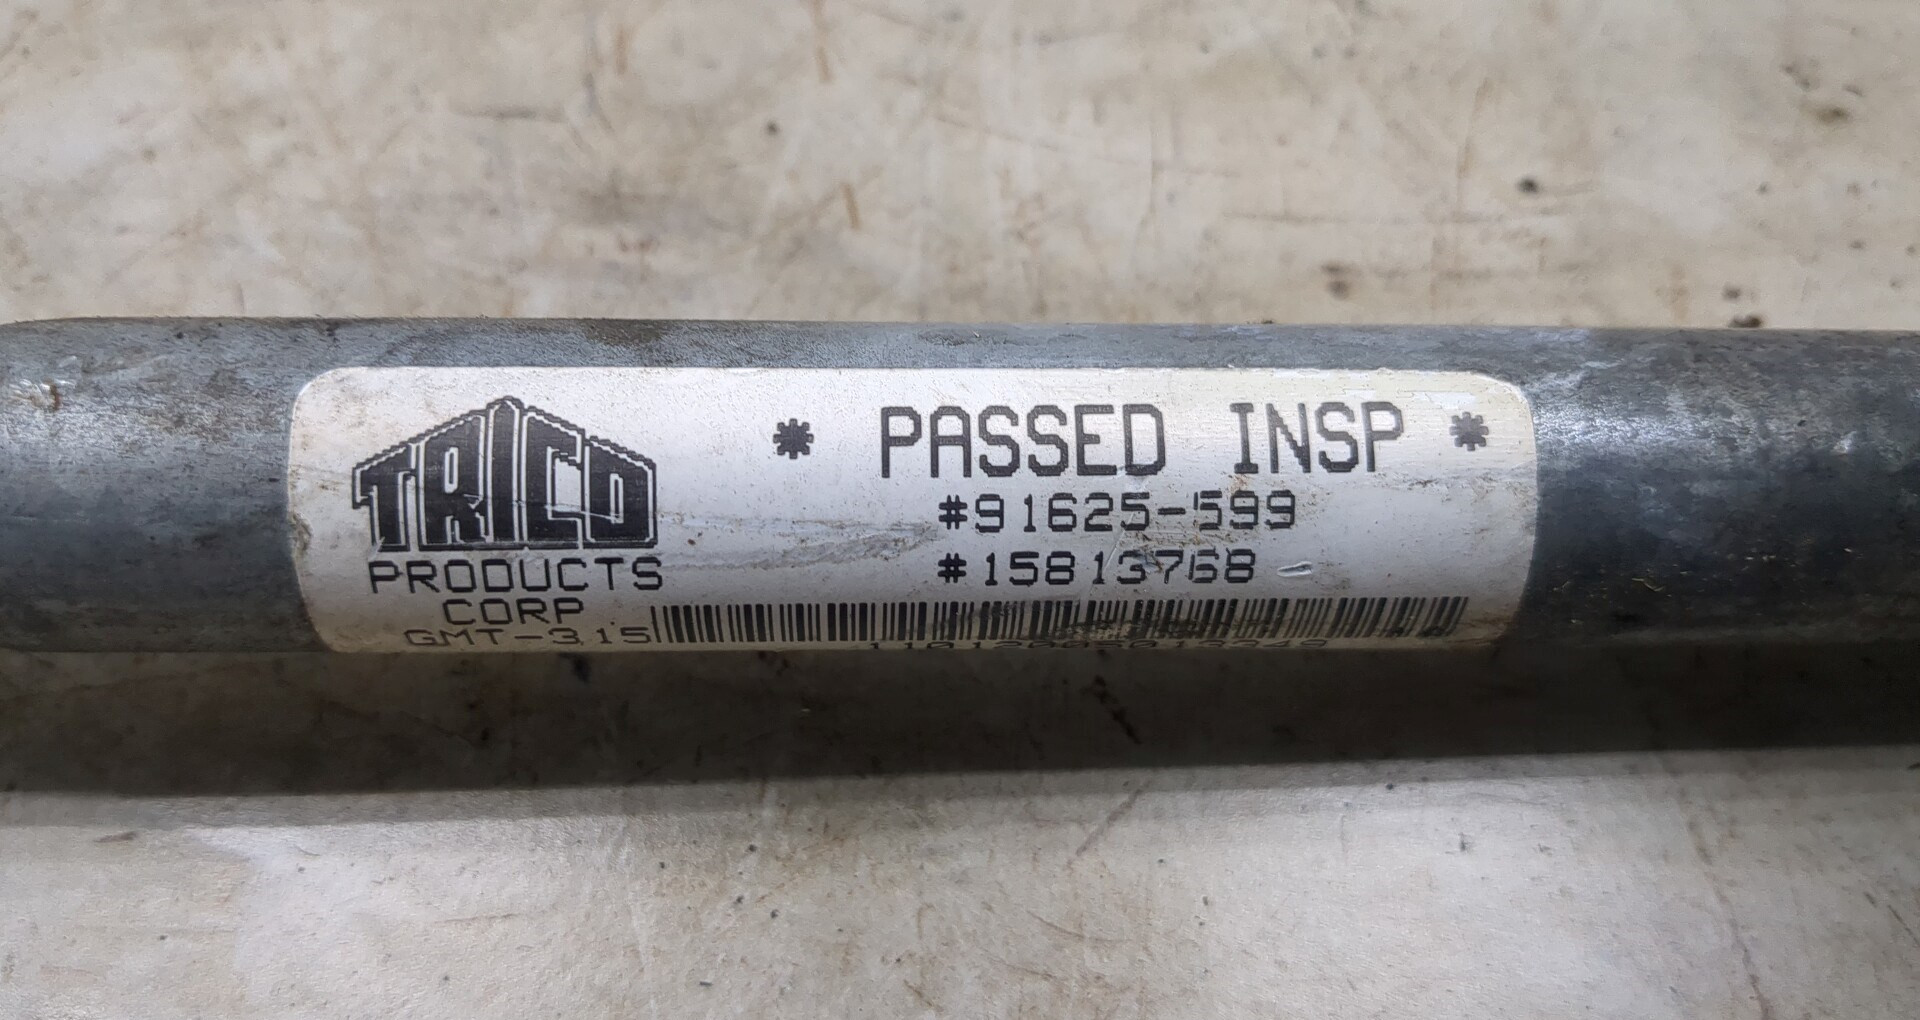 TRICO
PRODUCTS
CORP
GMT-315
* PASSED INSP *
#91625-599
#15813768